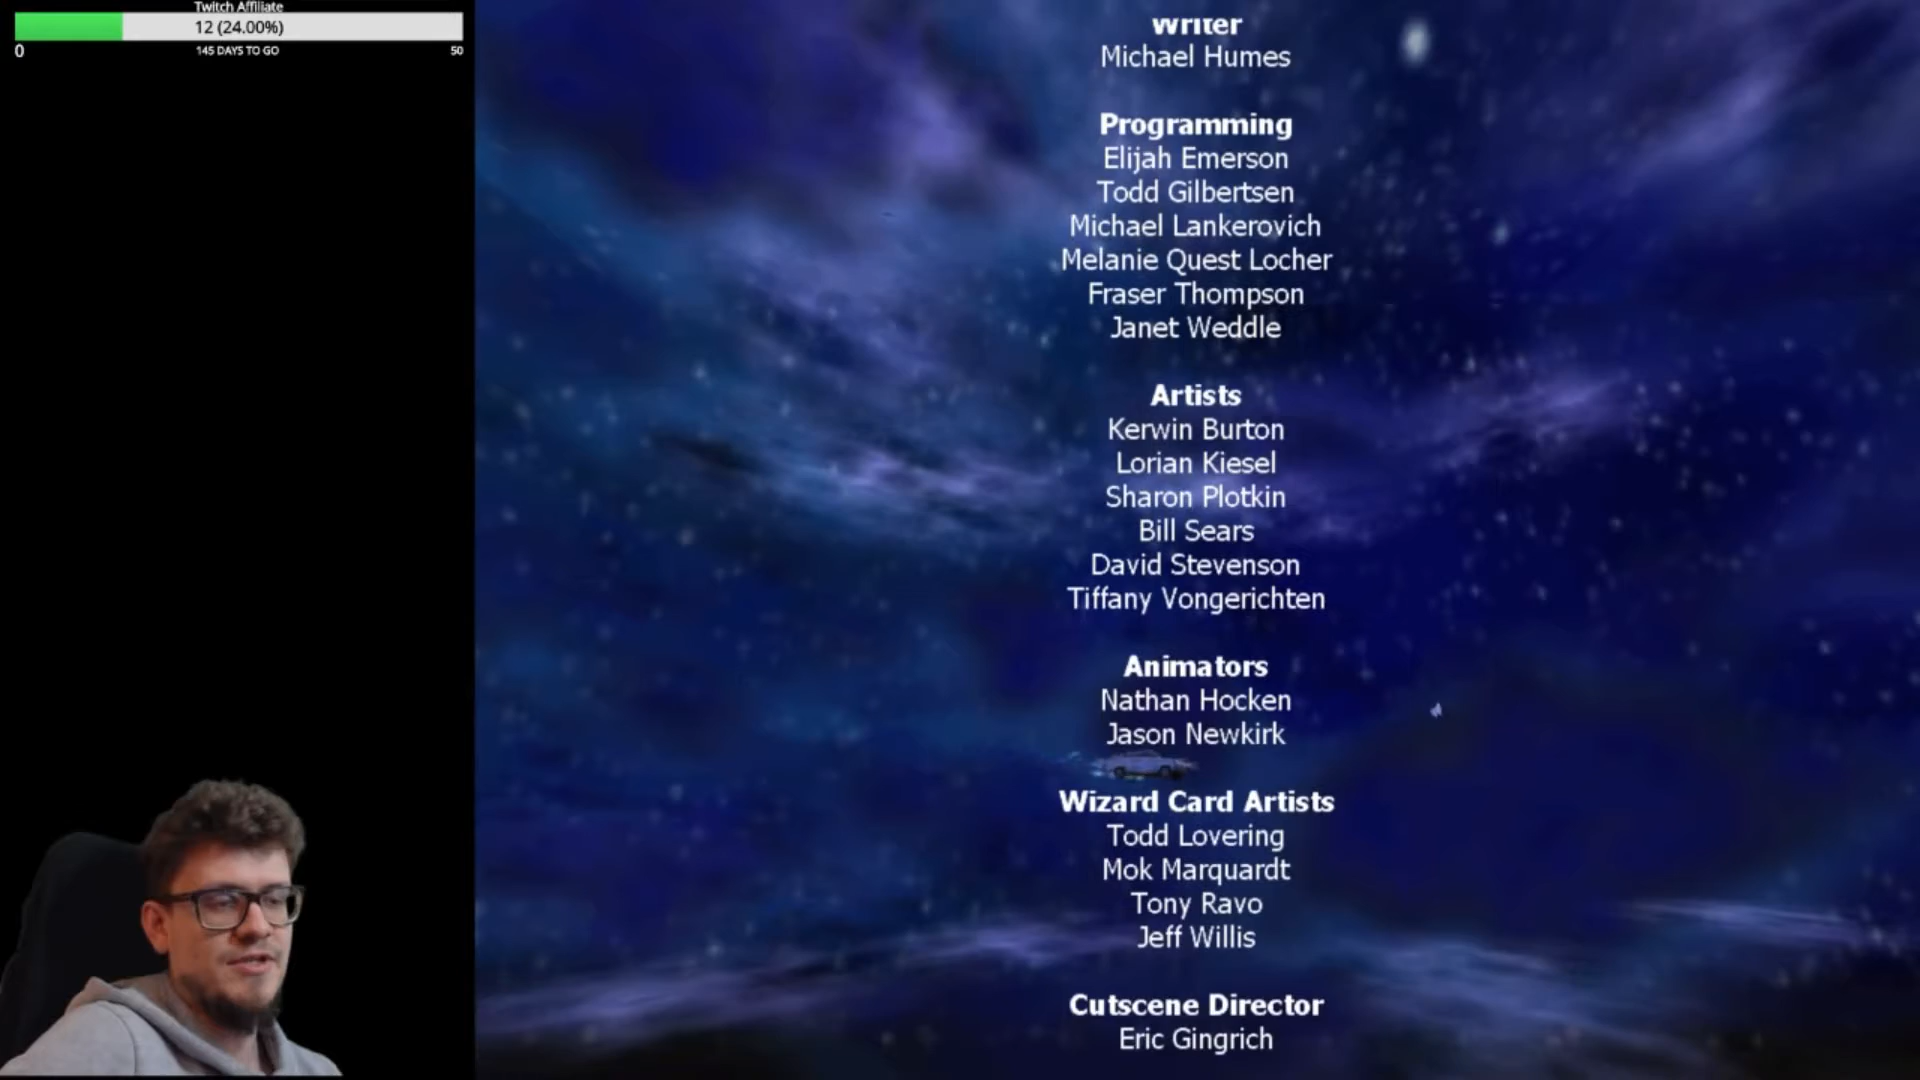 Twitch Affiliate
12 (24.00%)
0
145 DAYS TO GO
50
Writer
Michael Humes
Programming
Elijah Emerson
Todd Gilbertsen
Michael Lankerovich
Melanie Quest Locher
Fraser Thompson
Janet Weddle
Artists
Kerwin Burton
Lorian Kiesel
Sharon Plotkin
Bill Sears
David Stevenson
Tiffany Vongerichten
Animators
Nathan Hocken
Jason Newkirk
Wizard Card Artists
Todd Lovering
Mok Marquardt
Tony Ravo
Jeff Willis
Cutscene Director
Eric Gingrich